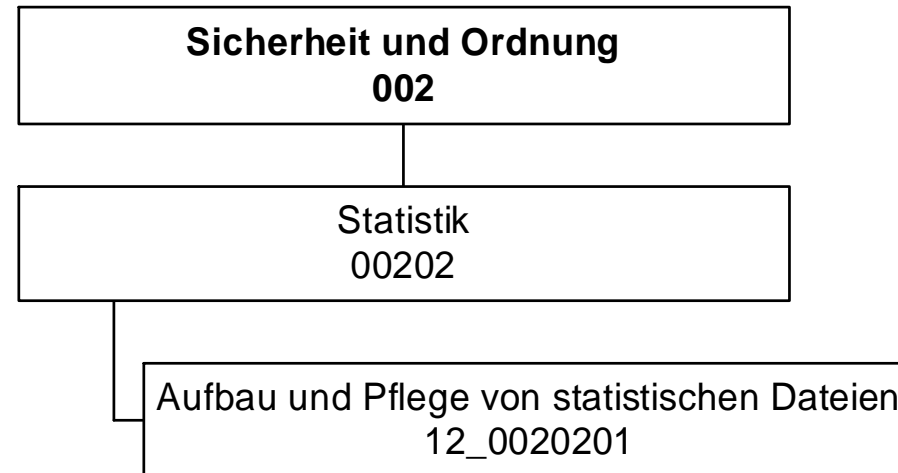 Sicherheit und Ordnung
002
Statistik
00202
Aufbau und Pflege von statistischen Dateien
12_0020201